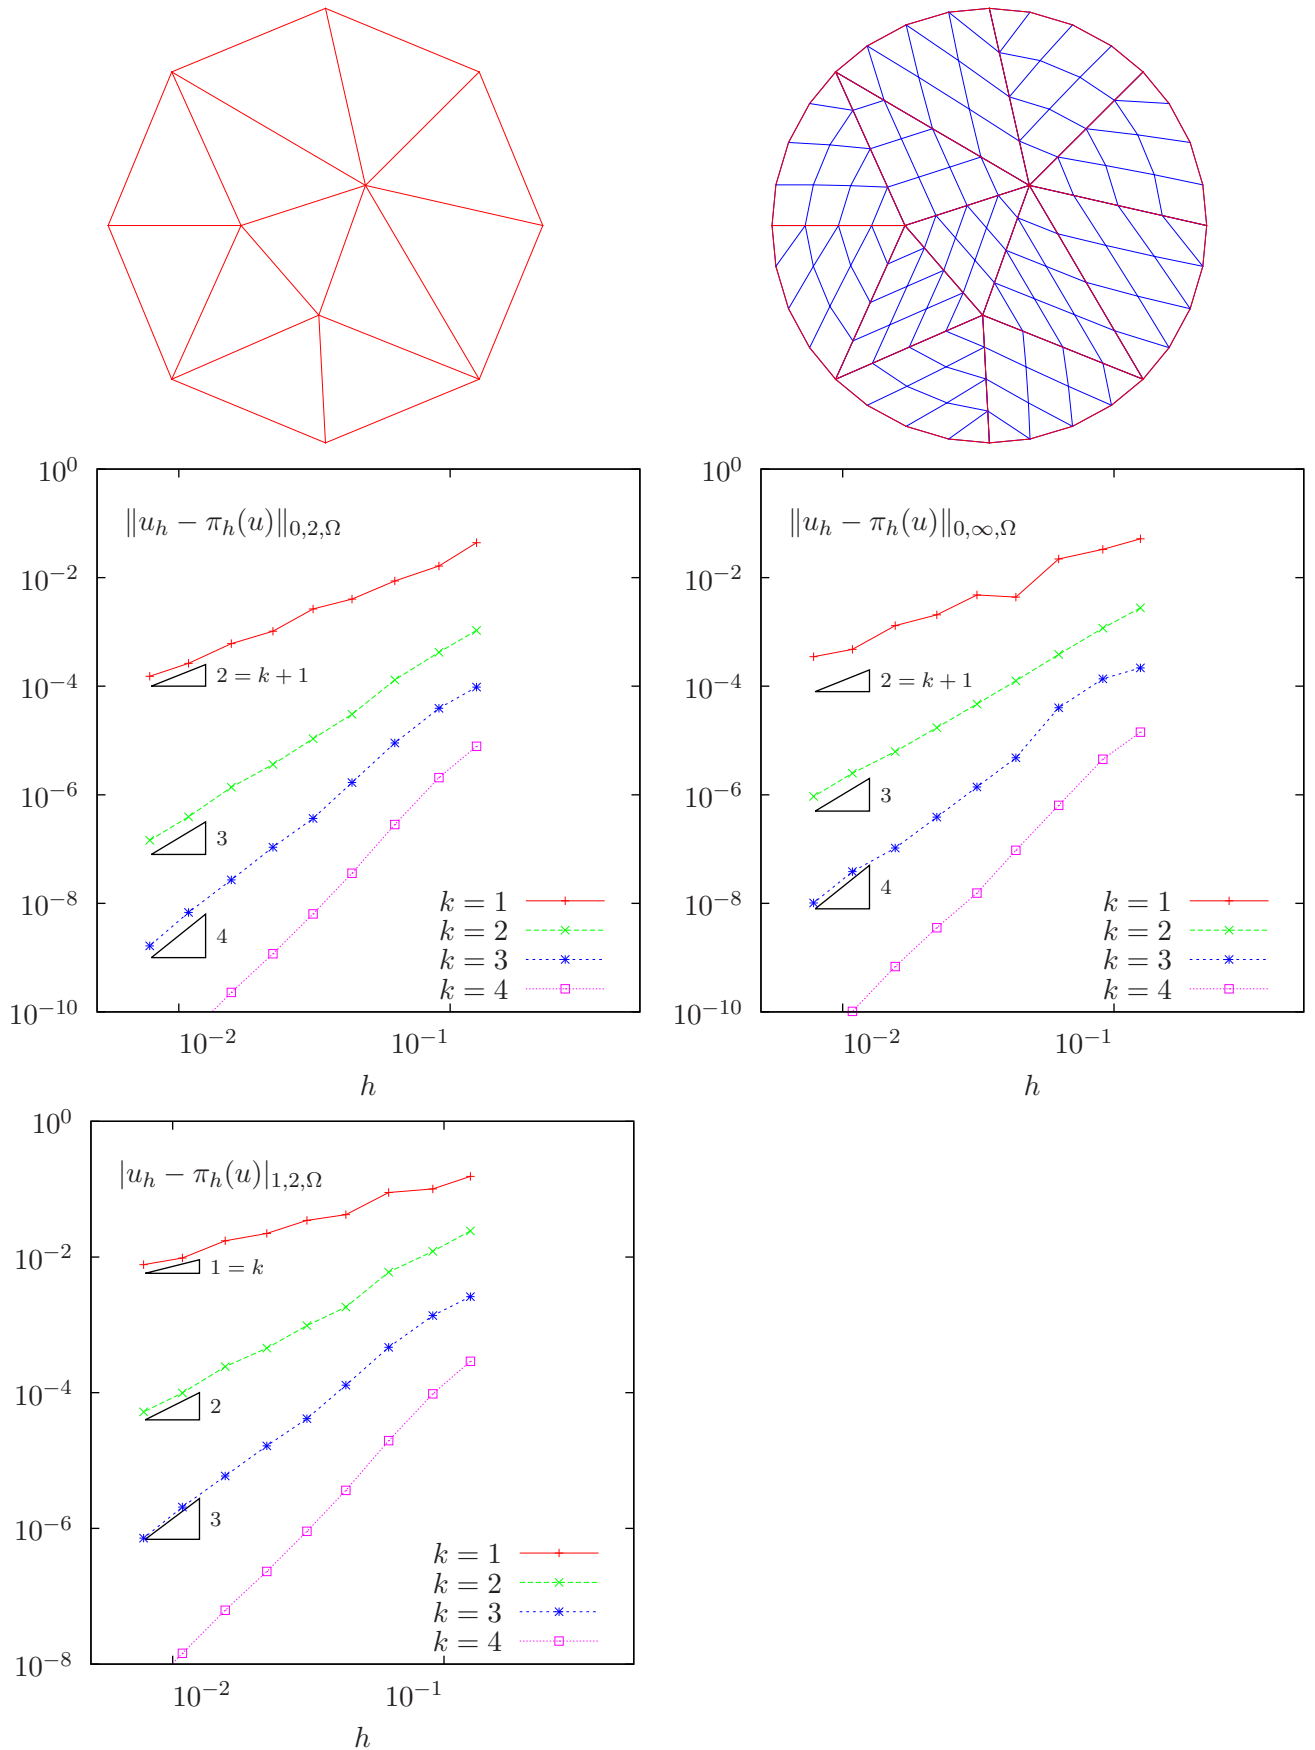 10^0
10^{-2}
10^{-4}
10^{-6}
10^{-8}
10^{-10}
‖u_h − π_h(u)‖_{0,2,Ω}
2 = k + 1
3
4
k = 1
k = 2
k = 3
k = 4
10^{-2} 10^{-1}
h
10^0
10^{-2}
10^{-4}
10^{-6}
10^{-8}
10^{-10}
‖u_h − π_h(u)‖_{0,∞,Ω}
2 = k + 1
3
4
k = 1
k = 2
k = 3
k = 4
10^{-2} 10^{-1}
h
10^0
10^{-2}
10^{-4}
10^{-6}
10^{-8}
|u_h − π_h(u)|_{1,2,Ω}
1 = k
2
3
k = 1
k = 2
k = 3
k = 4
10^{-2} 10^{-1}
h